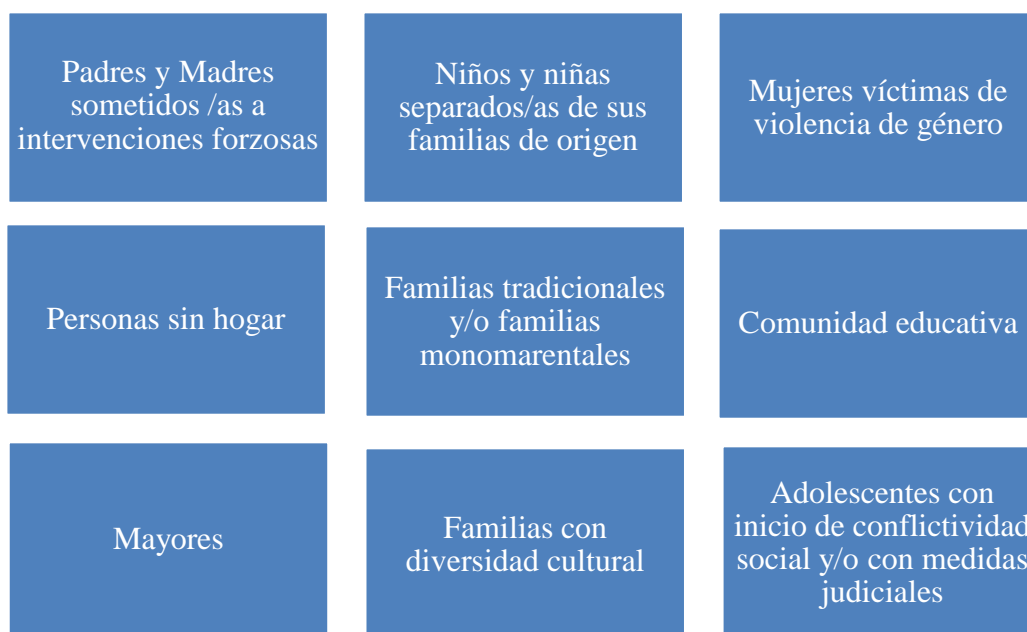 Padres y Madres
sometidos /as a
intervenciones forzosas
Niños y niñas
separados/as de sus
familias de origen
Mujeres víctimas de
violencia de género
Personas sin hogar
Familias tradicionales
y/o familias
monomarentales
Comunidad educativa
Mayores
Familias con
diversidad cultural
Adolescentes con
inicio de conflictividad
social y/o con medidas
judiciales